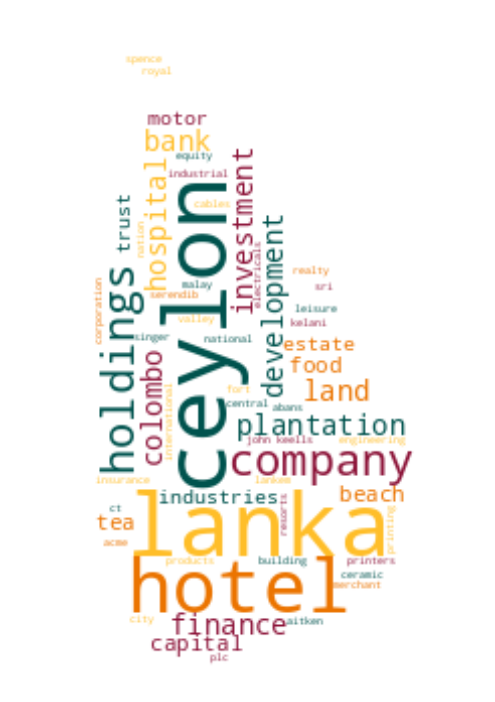 spence
royal
motor
bank
equity
industrial
hospital
investment
ceylon
cables
trust
nation
development
electricals
holdings
malay
serendib
realty
sri
corporation
leisure
valley
kelani
singer
national
estate
colombo
food
international
fort
land
central
abans
plantation
john keells
engineering
company
insurance
lankem
lanka
industries
beach
resorts
printing
ct
tea
acme
products
building
printers
hotel
ceramic
merchant
city
finance
aitken
capital
plc